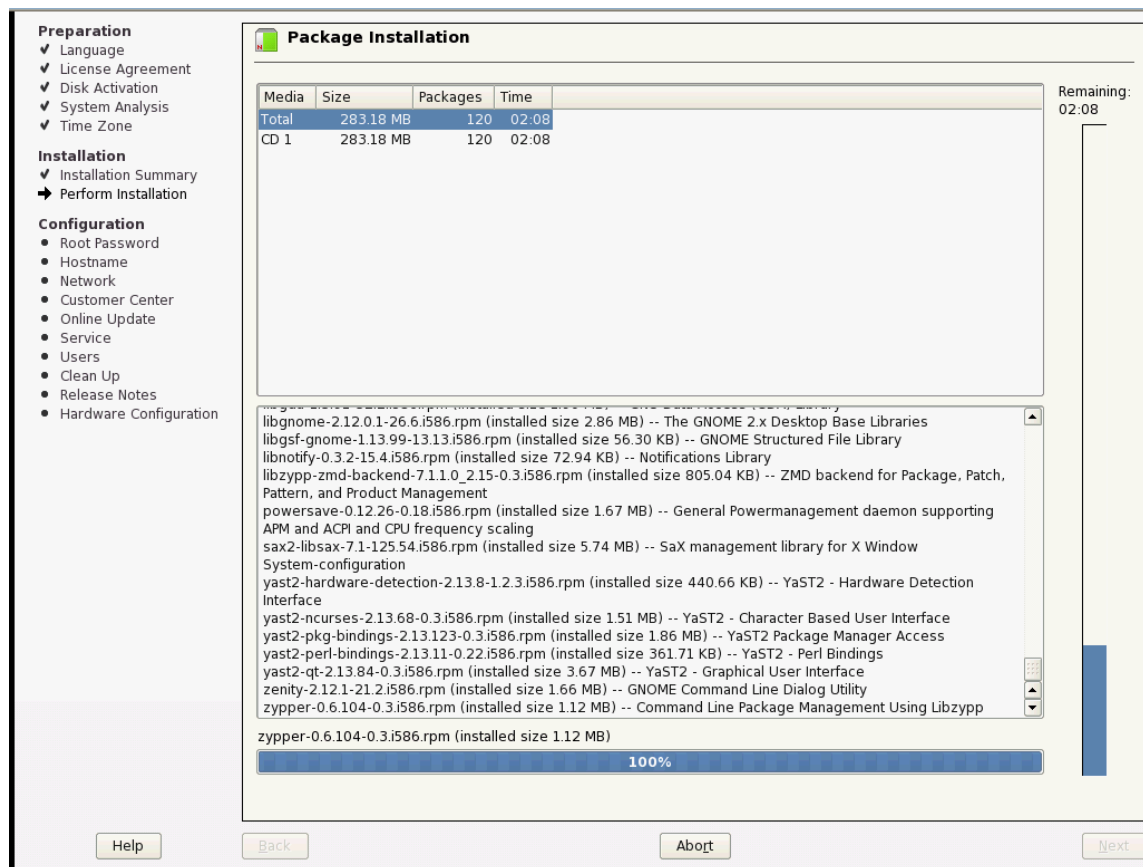 Preparation
Language
License Agreement
Disk Activation
System Analysis
Time Zone
Installation
Installation Summary
Perform Installation
Configuration
Root Password
Hostname
Network
Customer Center
Online Update
Service
Users
Clean Up
Release Notes
Hardware Configuration
Package Installation
Media Size Packages Time
Total 283.18 MB 120 02:08
CD 1 283.18 MB 120 02:08
Remaining:
02:08
libgnome-2.12.0.1-26.6.i586.rpm (installed size 2.86 MB) -- The GNOME 2.x Desktop Base Libraries
libgsf-gnome-1.13.99-13.13.i586.rpm (installed size 56.30 KB) -- GNOME Structured File Library
libnotify-0.3.2-15.4.i586.rpm (installed size 72.94 KB) -- Notifications Library
libzypp-zmd-backend-7.1.1.0_2.15-0.3.i586.rpm (installed size 805.04 KB) -- ZMD backend for Package, Patch,
Pattern, and Product Management
powersave-0.12.26-0.18.i586.rpm (installed size 1.67 MB) -- General Powermanagement daemon supporting
APM and ACPI and CPU frequency scaling
sax2-libsax-7.1-125.54.i586.rpm (installed size 5.74 MB) -- SaX management library for X Window
System-configuration
yast2-hardware-detection-2.13.8-1.2.3.i586.rpm (installed size 440.66 KB) -- YaST2 - Hardware Detection
Interface
yast2-ncurses-2.13.68-0.3.i586.rpm (installed size 1.51 MB) -- YaST2 - Character Based User Interface
yast2-pkg-bindings-2.13.123-0.3.i586.rpm (installed size 1.86 MB) -- YaST2 Package Manager Access
yast2-perl-bindings-2.13.11-0.22.i586.rpm (installed size 361.71 KB) -- YaST2 - Perl Bindings
yast2-qt-2.13.84-0.3.i586.rpm (installed size 3.67 MB) -- YaST2 - Graphical User Interface
zenity-2.12.1-21.2.i586.rpm (installed size 1.66 MB) -- GNOME Command Line Dialog Utility
zypper-0.6.104-0.3.i586.rpm (installed size 1.12 MB) -- Command Line Package Management Using Libzypp
zypper-0.6.104-0.3.i586.rpm (installed size 1.12 MB)
100%
Help Back Abort Next